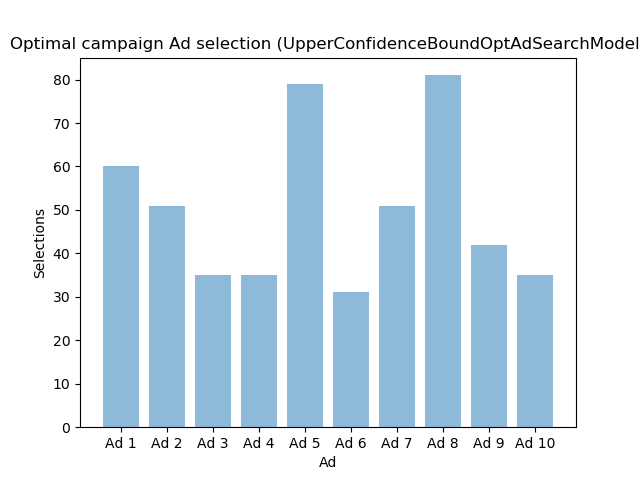 Optimal campaign Ad selection (UpperConfidenceBoundOptAdSearchModel
80
70
60
50
40
30
20
10
0
Selections
Ad 1 Ad 2 Ad 3 Ad 4 Ad 5 Ad 6 Ad 7 Ad 8 Ad 9 Ad 10
Ad